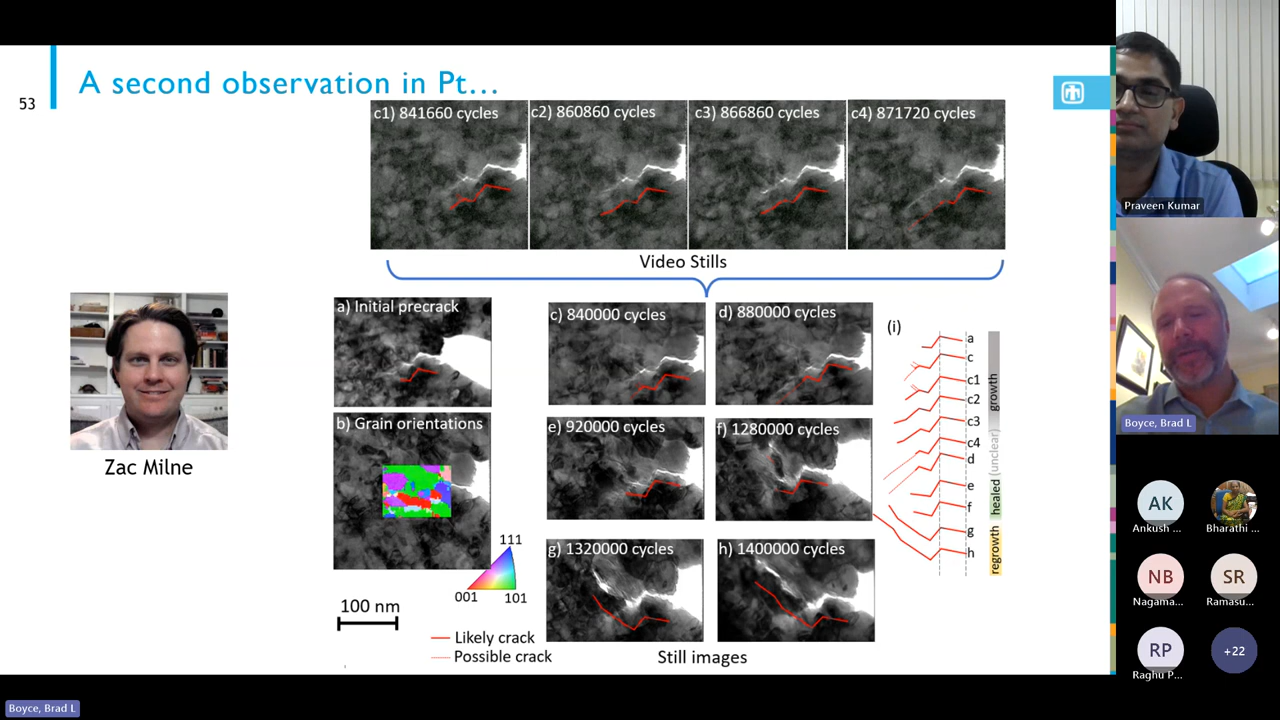 A second observation in Pt...
53
c1) 841660 cycles
c2) 860860 cycles
c3) 866860 cycles
c4) 871720 cycles
Video Stills
a) Initial precrack
b) Grain orientations
c) 840000 cycles
d) 880000 cycles
e) 920000 cycles
f) 1280000 cycles
g) 1320000 cycles
h) 1400000 cycles
(i)
a
c
c1
c2
c3
c4
d
e
f
g
h
growth
(unclear)
healed
regrowth
111
001
101
100 nm
Likely crack
Possible crack
Still images
Zac Milne
Praveen Kumar
Boyce, Brad L
AK
Ankush ...
Bharathi ...
NB
Nagama...
SR
Ramasu...
RP
Raghu P...
+22
Boyce, Brad L